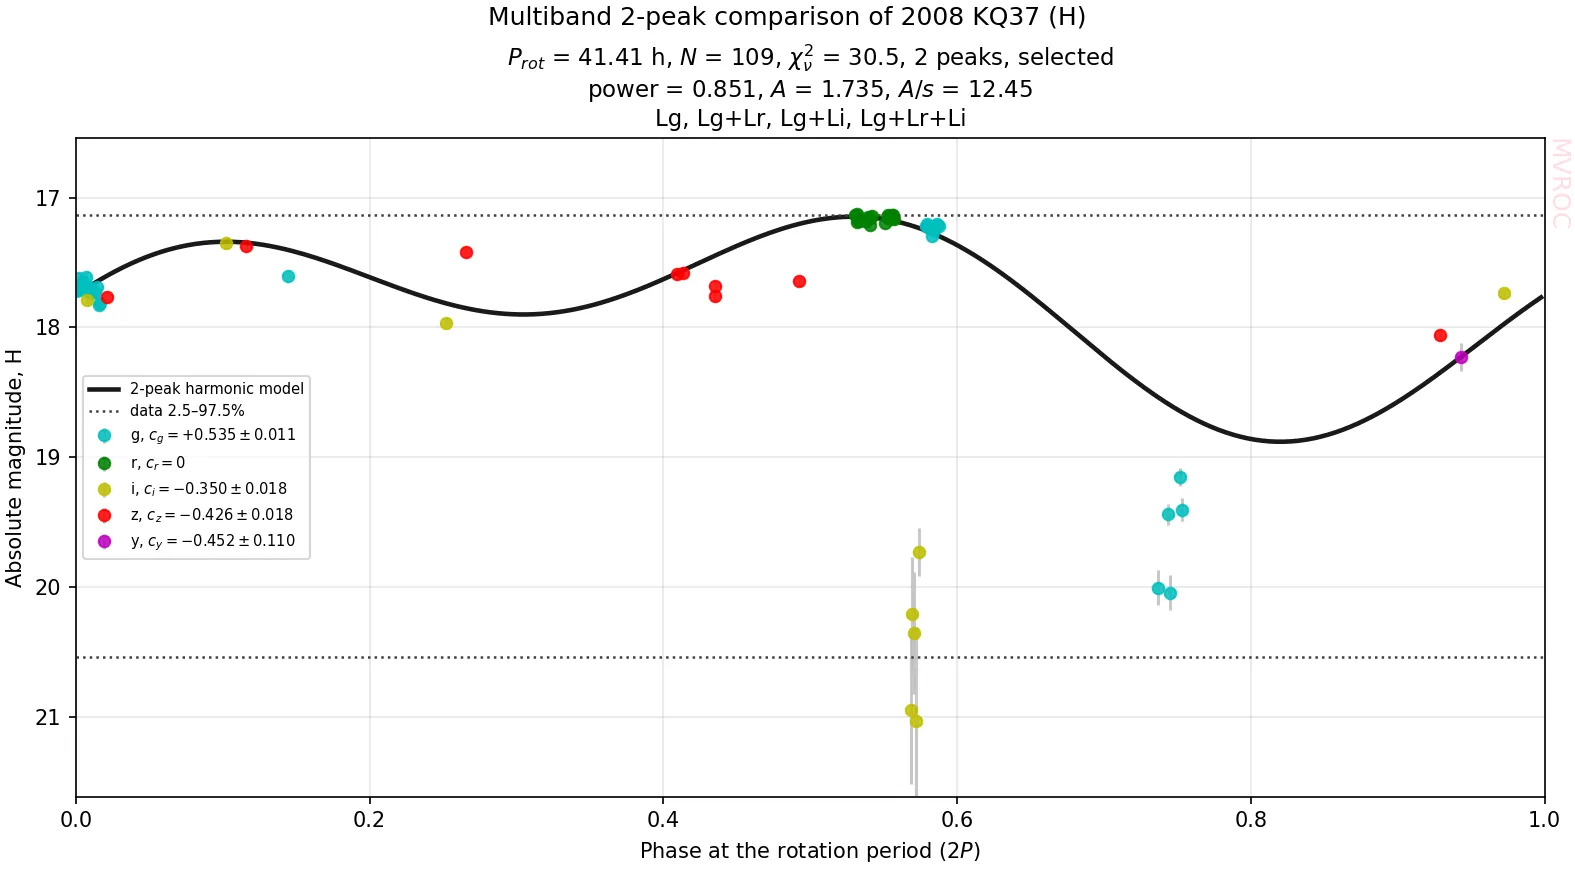 Multiband 2-peak comparison of 2008 KQ37 (H)
P_rot = 41.41 h, N = 109, χ²_ν = 30.5, 2 peaks, selected
power = 0.851, A = 1.735, A/s = 12.45
Lg, Lg+Lr, Lg+Li, Lg+Lr+Li
MVROC
17
18
19
20
21
Absolute magnitude, H
2-peak harmonic model
data 2.5–97.5%
g, c_g = +0.535 ± 0.011
r, c_r = 0
i, c_i = −0.350 ± 0.018
z, c_z = −0.426 ± 0.018
y, c_y = −0.452 ± 0.110
0.0 0.2 0.4 0.6 0.8 1.0
Phase at the rotation period (2P)